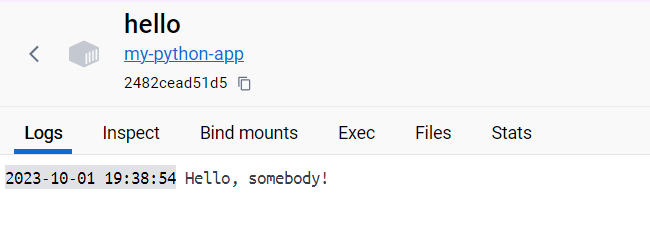 hello
my-python-app
2482cead51d5
Logs Inspect Bind mounts Exec Files Stats
2023-10-01 19:38:54 Hello, somebody!